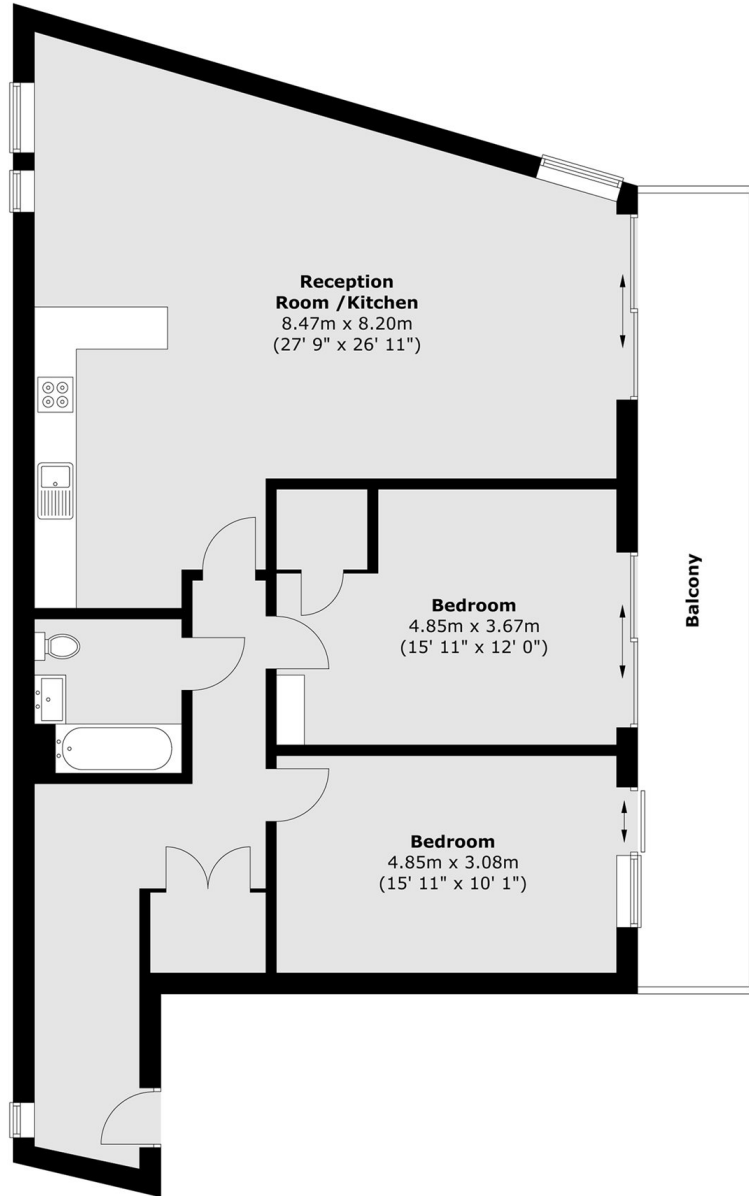 Reception
Room /Kitchen
8.47m x 8.20m
(27' 9" x 26' 11")
Bedroom
4.85m x 3.67m
(15' 11" x 12' 0")
Balcony
Bedroom
4.85m x 3.08m
(15' 11" x 10' 1")